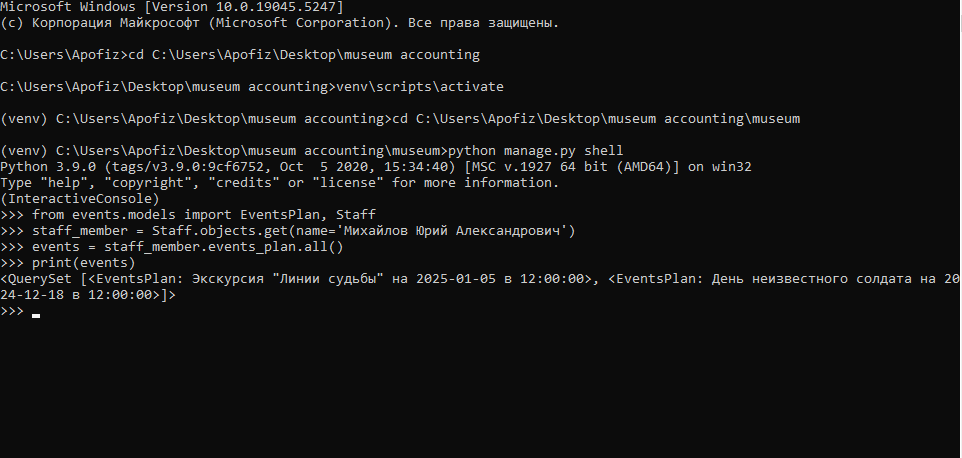 Microsoft Windows [Version 10.0.19045.5247]
(c) Корпорация Майкрософт (Microsoft Corporation). Все права защищены.
C:\Users\Apofiz>cd C:\Users\Apofiz\Desktop\museum accounting
C:\Users\Apofiz\Desktop\museum accounting>venv\scripts\activate
(venv) C:\Users\Apofiz\Desktop\museum accounting>cd C:\Users\Apofiz\Desktop\museum accounting\museum
(venv) C:\Users\Apofiz\Desktop\museum accounting\museum>python manage.py shell
Python 3.9.0 (tags/v3.9.0:9cf6752, Oct  5 2020, 15:34:40) [MSC v.1927 64 bit (AMD64)] on win32
Type "help", "copyright", "credits" or "license" for more information.
(InteractiveConsole)
>>> from events.models import EventsPlan, Staff
>>> staff_member = Staff.objects.get(name='Михайлов Юрий Александрович')
>>> events = staff_member.events_plan.all()
>>> print(events)
<QuerySet [<EventsPlan: Экскурсия "Линии судьбы" на 2025-01-05 в 12:00:00>, <EventsPlan: День неизвестного солдата на 20
24-12-18 в 12:00:00>]>
>>>